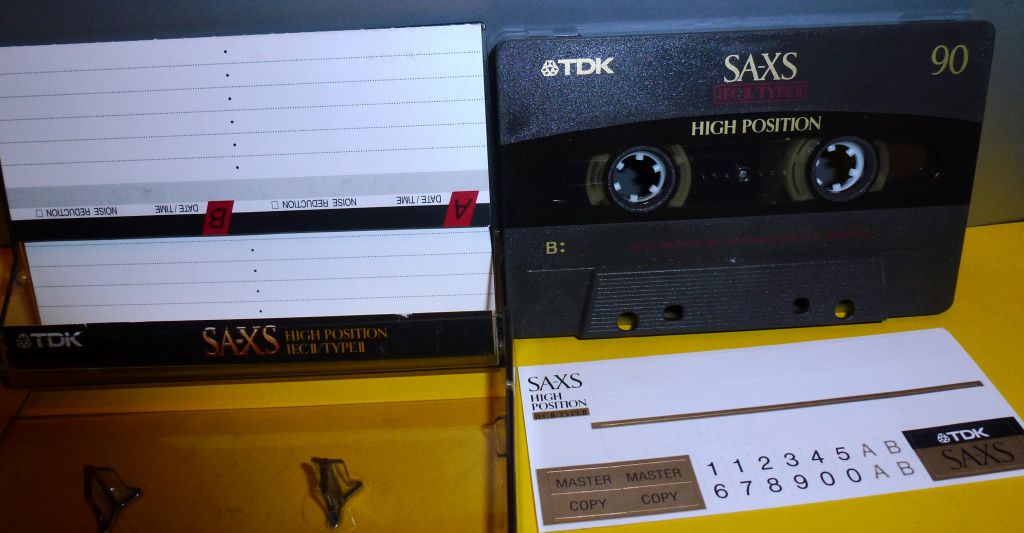 B DATE / TIME NOISE REDUCTION
A DATE / TIME NOISE REDUCTION
TDK SA-XS HIGH POSITION
IEC II / TYPE II
TDK SA-XS 90
IEC II / TYPE II
HIGH POSITION
B:
SA-XS
HIGH
POSITION
IEC II / TYPE II
MASTER MASTER
COPY COPY
1 1 2 3 4 5 A B
6 7 8 9 0 0 A B
TDK
SA-XS